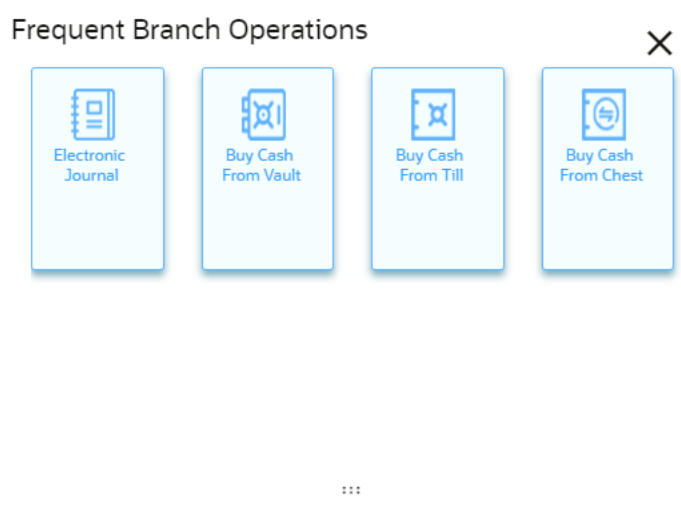 Frequent Branch Operations
Electronic
Journal
Buy Cash
From Vault
Buy Cash
From Till
Buy Cash
From Chest